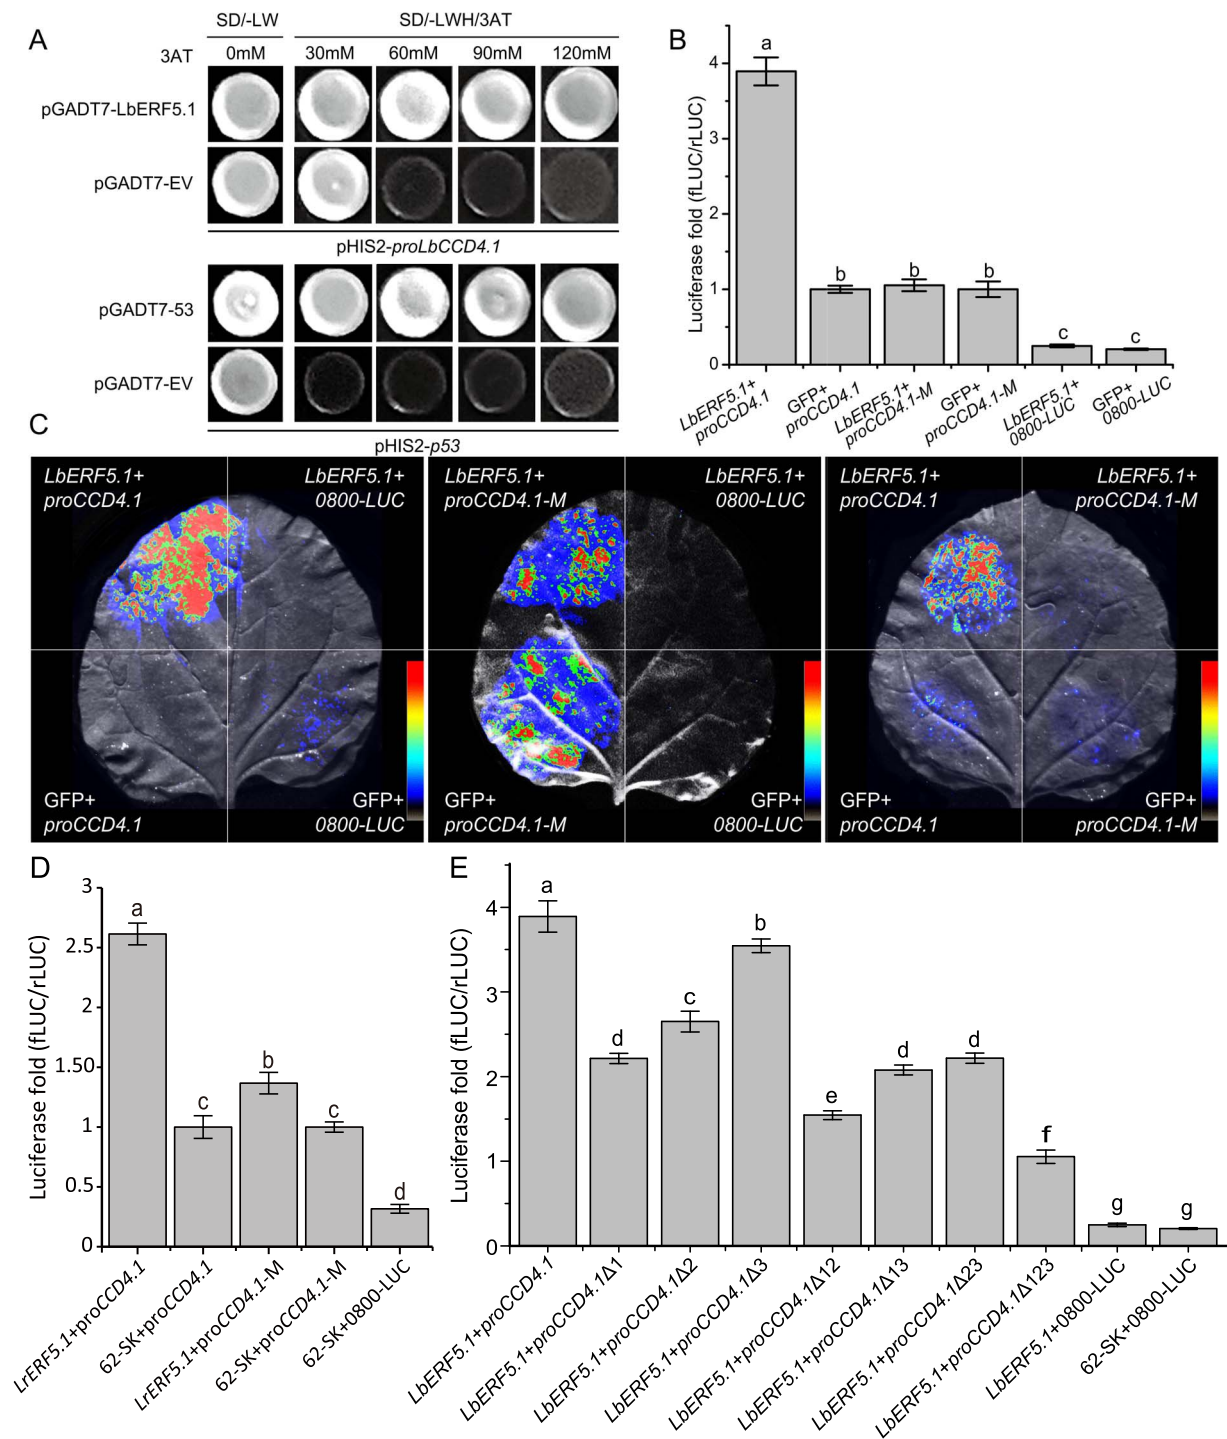 A
SD/-LW
SD/-LWH/3AT
3AT
0mM
30mM
60mM
90mM
120mM
pGADT7-LbERF5.1
pGADT7-EV
pHIS2-proLbCCD4.1
pGADT7-53
pGADT7-EV
pHIS2-p53
B
Luciferase fold (fLUC/rLUC)
4
3
2
1
0
a
b
b
b
c
c
LbERF5.1+
proCCD4.1
GFP+
proCCD4.1
LbERF5.1+
proCCD4.1-M
GFP+
proCCD4.1-M
LbERF5.1+
0800-LUC
GFP+
0800-LUC
C
LbERF5.1+
proCCD4.1
LbERF5.1+
0800-LUC
GFP+
proCCD4.1
GFP+
0800-LUC
LbERF5.1+
proCCD4.1-M
LbERF5.1+
0800-LUC
GFP+
proCCD4.1-M
GFP+
0800-LUC
LbERF5.1+
proCCD4.1
LbERF5.1+
proCCD4.1-M
GFP+
proCCD4.1
GFP+
proCCD4.1-M
D
Luciferase fold (fLUC/rLUC)
3
2.5
2
1.50
1
0.5
0
a
c
b
c
d
LrERF5.1+proCCD4.1
62-SK+proCCD4.1
LrERF5.1+proCCD4.1-M
62-SK+proCCD4.1-M
62-SK+0800-LUC
E
Luciferase fold (fLUC/rLUC)
4
3
2
1
0
a
d
c
b
e
d
d
f
g
g
LbERF5.1+proCCD4.1
LbERF5.1+proCCD4.1Δ1
LbERF5.1+proCCD4.1Δ2
LbERF5.1+proCCD4.1Δ3
LbERF5.1+proCCD4.1Δ12
LbERF5.1+proCCD4.1Δ13
LbERF5.1+proCCD4.1Δ23
LbERF5.1+proCCD4.1Δ123
LbERF5.1+0800-LUC
62-SK+0800-LUC